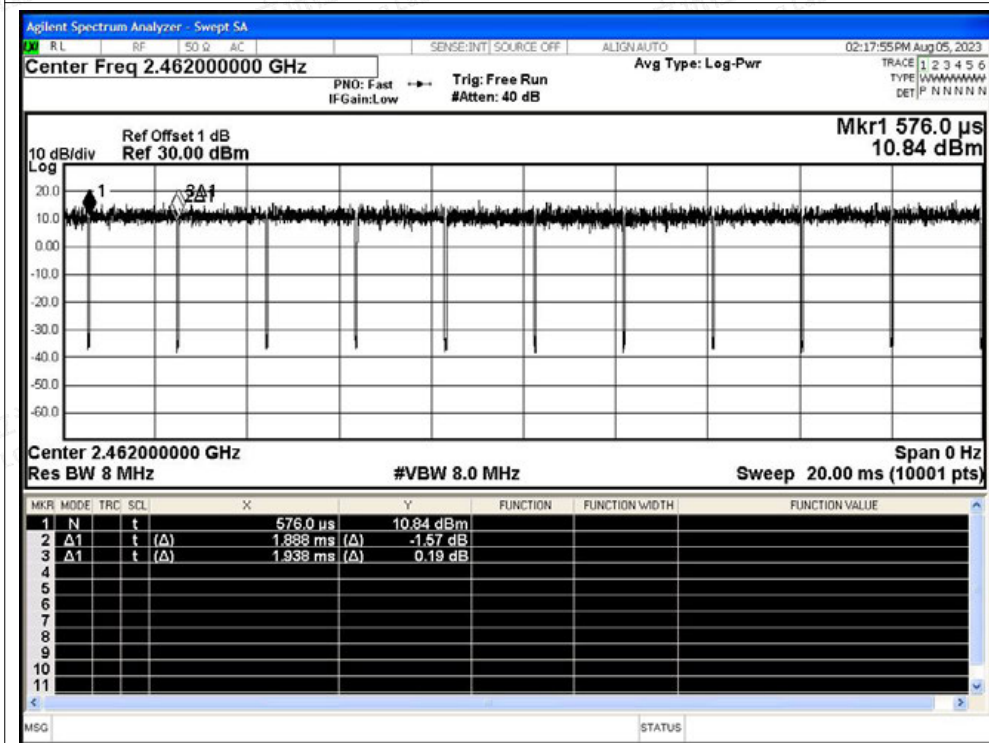 Agilent Spectrum Analyzer - Swept SA
RL RF 50 Ω AC SENSE:INT SOURCE OFF ALIGN AUTO 02:17:55 PM Aug 05, 2023
Center Freq 2.462000000 GHz
PNO: Fast
IFGain:Low
Trig: Free Run
#Atten: 40 dB
Avg Type: Log-Pwr
TRACE 1 2 3 4 5 6
TYPE WWWWWW
DET P N N N N N
Mkr1 576.0 µs
10.84 dBm
Ref Offset 1 dB
10 dB/div Ref 30.00 dBm
Log
20.0
10.0
0.00
-10.0
-20.0
-30.0
-40.0
-50.0
-60.0
1
3Δ1
2Δ1
Center 2.462000000 GHz Span 0 Hz
Res BW 8 MHz #VBW 8.0 MHz Sweep 20.00 ms (10001 pts)
MKR MODE TRC SCL X Y FUNCTION FUNCTION WIDTH FUNCTION VALUE
1 N t 576.0 µs 10.84 dBm
2 Δ1 t (Δ) 1.888 ms (Δ) -1.57 dB
3 Δ1 t (Δ) 1.938 ms (Δ) 0.19 dB
4
5
6
7
8
9
10
11
MSG STATUS